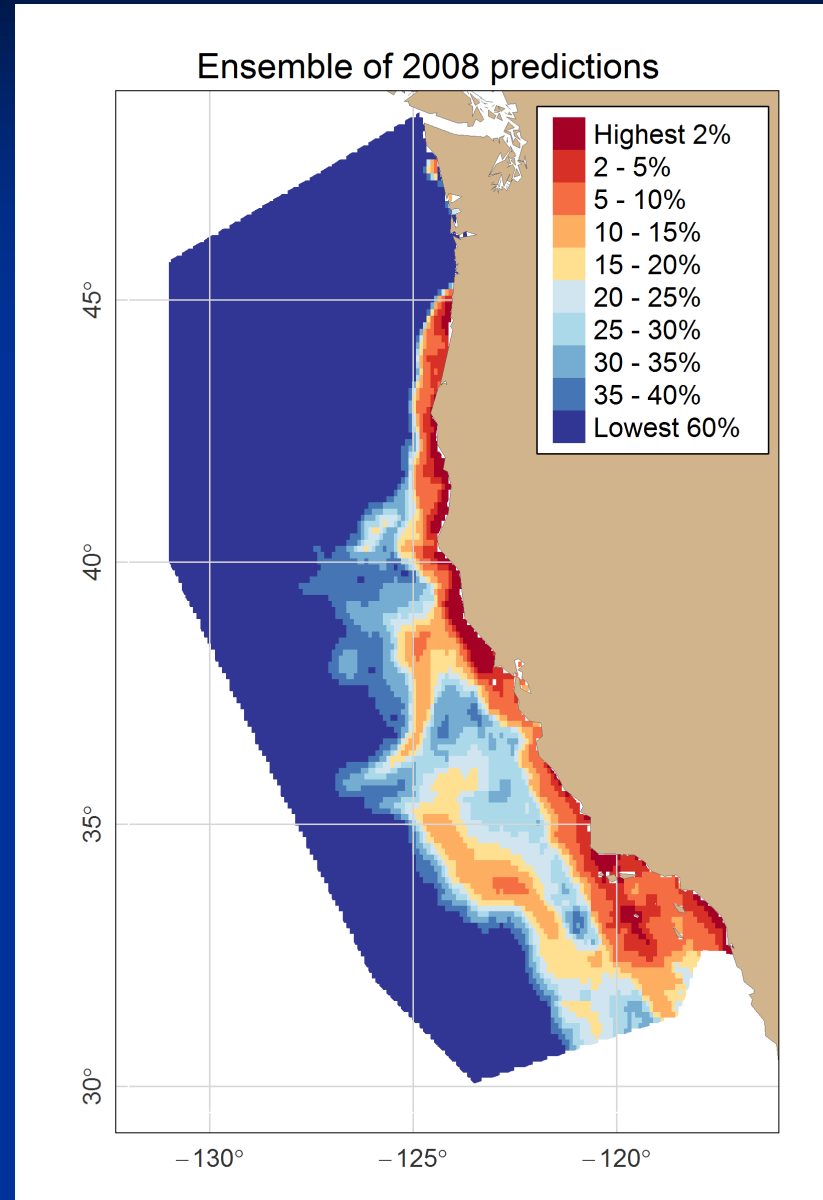 Ensemble of 2008 predictions
Highest 2%
2 - 5%
5 - 10%
10 - 15%
15 - 20%
20 - 25%
25 - 30%
30 - 35%
35 - 40%
Lowest 60%
45°
40°
35°
30°
−130°
−125°
−120°